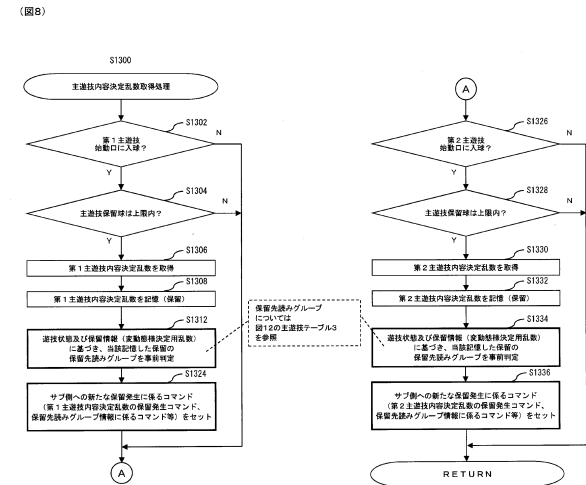 （図8）
S1300
主遊技内容決定乱数取得処理
S1302
第1主遊技
始動口に入球？
N
Y
S1304
主遊技保留球は上限内？
N
Y
S1306
第1主遊技内容決定乱数を取得
S1308
第1主遊技内容決定乱数を記憶（保留）
S1312
遊技状態及び保留情報（変動態様決定用乱数）
に基づき、当該記憶した保留の
保留先読みグループを事前判定
S1324
サブ側への新たな保留発生に係るコマンド
（第1主遊技内容決定乱数の保留発生コマンド、
保留先読みグループ情報に係るコマンド等）をセット
A
保留先読みグループ
については
図12の主遊技テーブル3
を参照
A
S1326
第2主遊技
始動口に入球？
N
Y
S1328
主遊技保留球は上限内？
N
Y
S1330
第2主遊技内容決定乱数を取得
S1332
第2主遊技内容決定乱数を記憶（保留）
S1334
遊技状態及び保留情報（変動態様決定用乱数）
に基づき、当該記憶した保留の
保留先読みグループを事前判定
S1336
サブ側への新たな保留発生に係るコマンド
（第2主遊技内容決定乱数の保留発生コマンド、
保留先読みグループ情報に係るコマンド等）をセット
RETURN